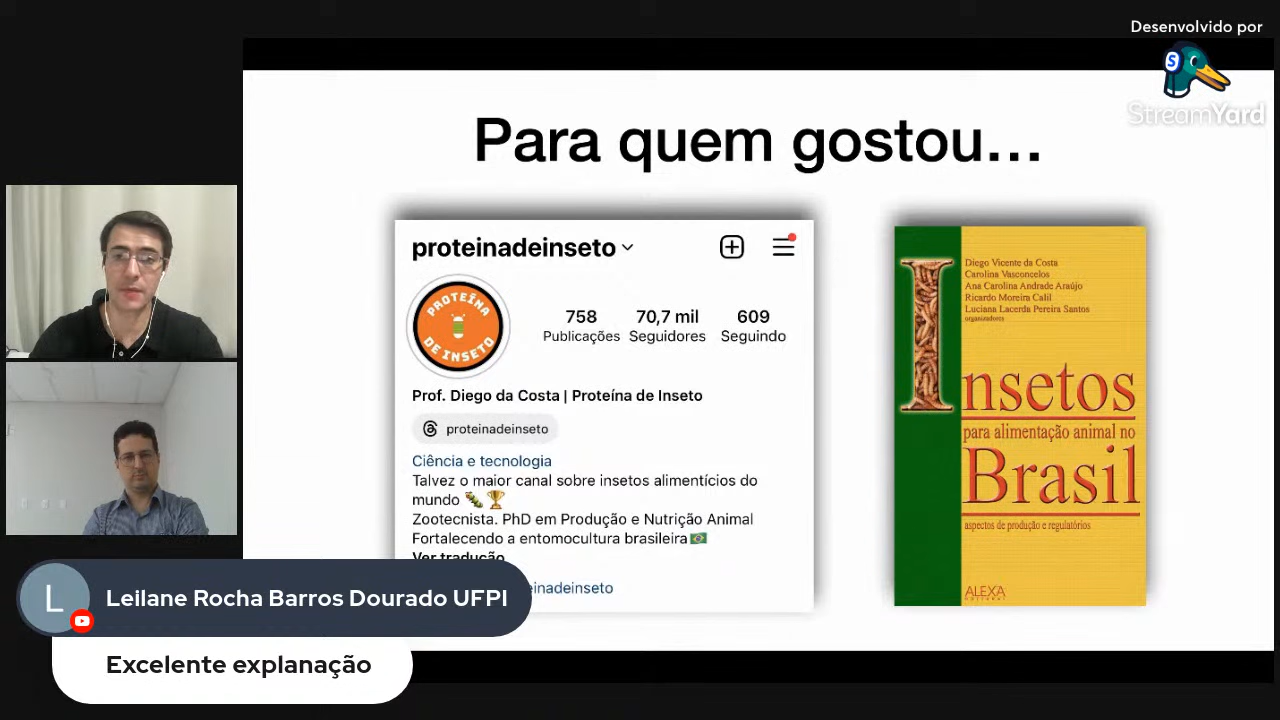 Desenvolvido por
S
StreamYard
Para quem gostou...
proteinadeinseto
758
70,7 mil
609
Publicações
Seguidores
Seguindo
PROTEÍNA
DE INSETO
Prof. Diego da Costa | Proteína de Inseto
proteinadeinseto
Ciência e tecnologia
Talvez o maior canal sobre insetos alimentícios do
mundo 🐛🏆
Zootecnista. PhD em Produção e Nutrição Animal
Fortalecendo a entomocultura brasileira🇧🇷
Ver tradução
einadeinseto
Diego Vicente da Costa
Carolina Vasconcelos
Ana Carolina Andrade Araújo
Ricardo Moreira Calil
Luciana Lacerda Pereira Santos
organizadores
Insetos
para alimentação animal no
Brasil
aspectos de produção e regulatórios
ALEXA
L
Leilane Rocha Barros Dourado UFPI
Excelente explanação